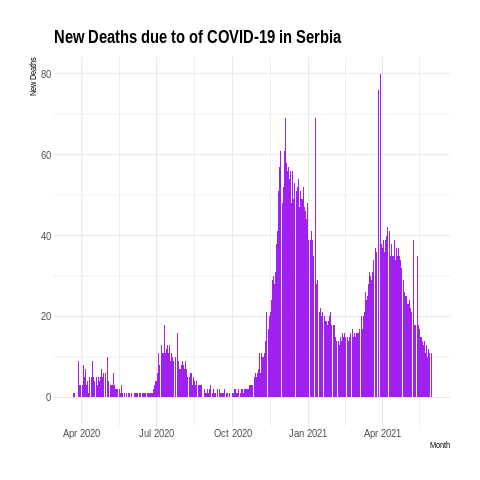 New Deaths due to of COVID-19 in Serbia
New Deaths
80
60
40
20
0
Apr 2020 Jul 2020 Oct 2020 Jan 2021 Apr 2021
Month